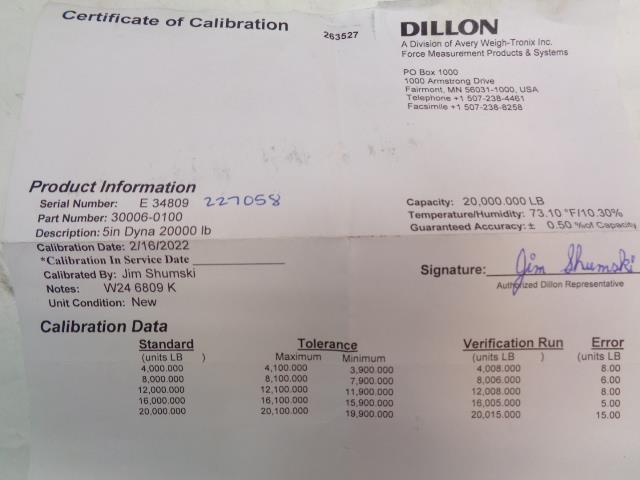 Certificate of Calibration
263527
DILLON
A Division of Avery Weigh-Tronix Inc.
Force Measurement Products & Systems
PO Box 1000
1000 Armstrong Drive
Fairmont, MN 56031-1000, USA
Telephone +1 507-238-4461
Facsimile +1 507-238-8258
Product Information
Serial Number: E 34809 227058
Part Number: 30006-0100
Description: 5in Dyna 20000 lb
Calibration Date: 2/16/2022
*Calibration In Service Date
Calibrated By: Jim Shumski
Notes: W24 6809 K
Unit Condition: New
Capacity: 20,000.000 LB
Temperature/Humidity: 73.10 °F/10.30%
Guaranteed Accuracy: ± 0.50 %of Capacity
Signature: Jim Shumski
Authorized Dillon Representative
Calibration Data
Standard Tolerance Verification Run Error
(units LB ) Maximum Minimum (units LB ) (units LB)
4,000.000 4,100.000 3,900.000 4,008.000 8.00
8,000.000 8,100.000 7,900.000 8,006.000 6.00
12,000.000 12,100.000 11,900.000 12,008.000 8.00
16,000.000 16,100.000 15,900.000 16,005.000 5.00
20,000.000 20,100.000 19,900.000 20,015.000 15.00